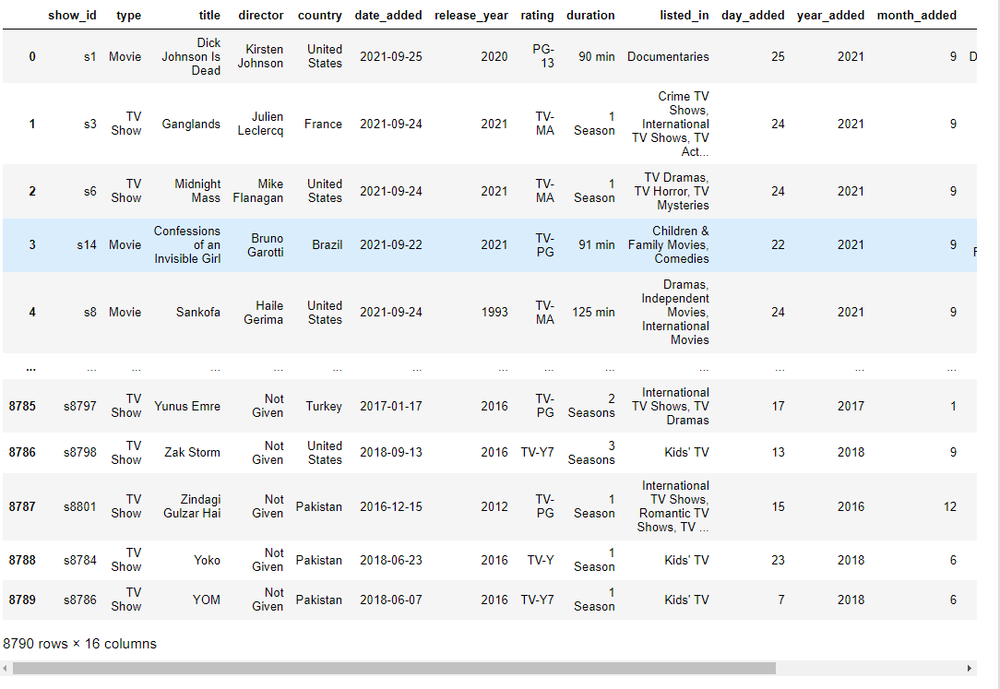 show_id type title director country date_added release_year rating duration listed_in day_added year_added month_added
0 s1 Movie Dick Johnson Is Dead Kirsten Johnson United States 2021-09-25 2020 PG-13 90 min Documentaries 25 2021 9 D
1 s3 TV Show Ganglands Julien Leclercq France 2021-09-24 2021 TV-MA 1 Season Crime TV Shows, International TV Shows, TV Act... 24 2021 9
2 s6 TV Show Midnight Mass Mike Flanagan United States 2021-09-24 2021 TV-MA 1 Season TV Dramas, TV Horror, TV Mysteries 24 2021 9
3 s14 Movie Confessions of an Invisible Girl Bruno Garotti Brazil 2021-09-22 2021 TV-PG 91 min Children & Family Movies, Comedies 22 2021 9 F
4 s8 Movie Sankofa Haile Gerima United States 2021-09-24 1993 TV-MA 125 min Dramas, Independent Movies, International Movies 24 2021 9
... ... ... ... ... ... ... ... ... ... ... ... ... ...
8785 s8797 TV Show Yunus Emre Not Given Turkey 2017-01-17 2016 TV-PG 2 Seasons International TV Shows, TV Dramas 17 2017 1
8786 s8798 TV Show Zak Storm Not Given United States 2018-09-13 2016 TV-Y7 3 Seasons Kids' TV 13 2018 9
8787 s8801 TV Show Zindagi Gulzar Hai Not Given Pakistan 2016-12-15 2012 TV-PG 1 Season International TV Shows, Romantic TV Shows, TV ... 15 2016 12
8788 s8784 TV Show Yoko Not Given Pakistan 2018-06-23 2016 TV-Y 1 Season Kids' TV 23 2018 6
8789 s8786 TV Show YOM Not Given Pakistan 2018-06-07 2016 TV-Y7 1 Season Kids' TV 7 2018 6
8790 rows × 16 columns